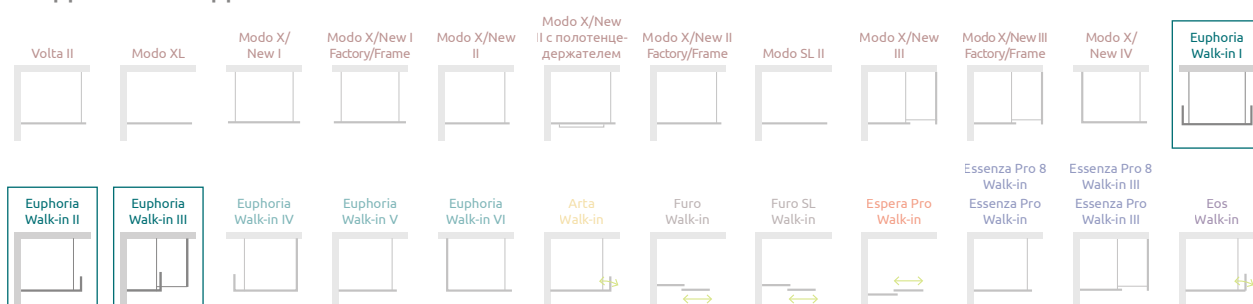 Volta II
Modo XL
Modo X/
New I
Modo X/New I
Factory/Frame
Modo X/New
II
Modo X/New
II с полотенце-
держателем
Modo X/New II
Factory/Frame
Modo SL II
Modo X/New
III
Modo X/New III
Factory/Frame
Modo X/
New IV
Euphoria
Walk-in I
Euphoria
Walk-in II
Euphoria
Walk-in III
Euphoria
Walk-in IV
Euphoria
Walk-in V
Euphoria
Walk-in VI
Arta
Walk-in
Furo
Walk-in
Furo SL
Walk-in
Espera Pro
Walk-in
Essenza Pro 8
Walk-in
Essenza Pro
Walk-in
Essenza Pro 8
Walk-in III
Essenza Pro
Walk-in III
Eos
Walk-in